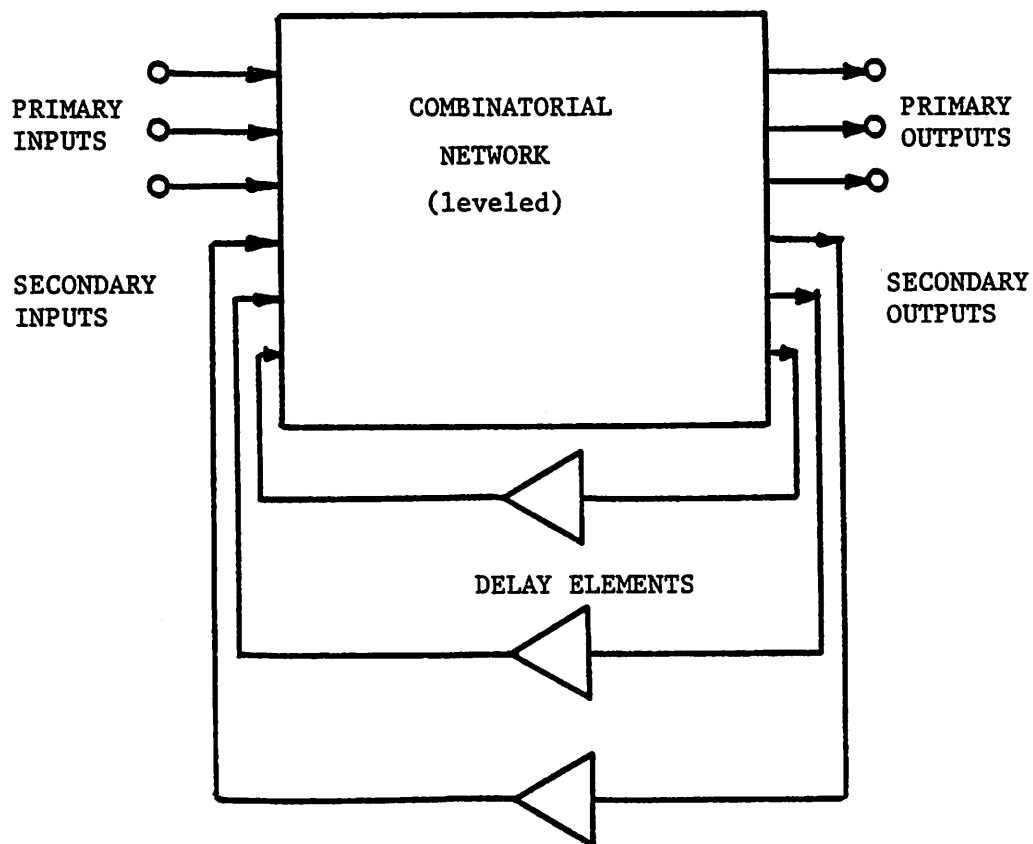 PRIMARY
INPUTS
COMBINATORIAL
NETWORK
(leveled)
PRIMARY
OUTPUTS
SECONDARY
INPUTS
SECONDARY
OUTPUTS
DELAY ELEMENTS